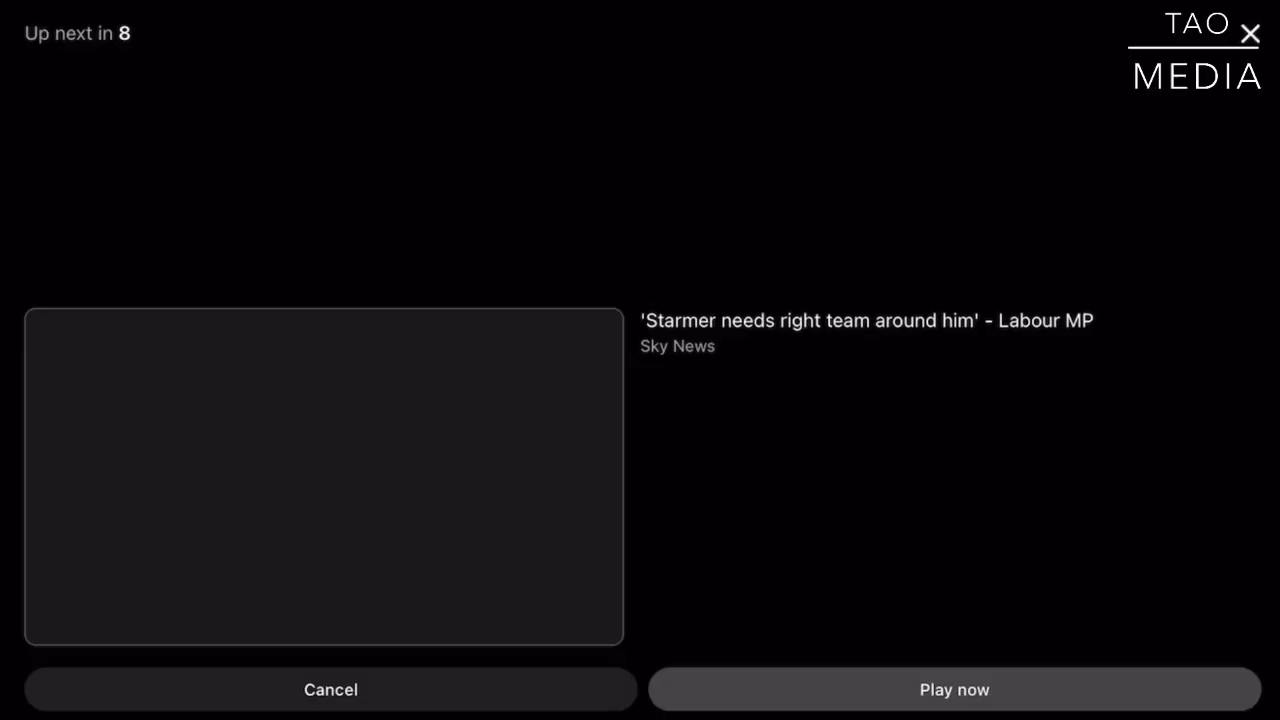 Up next in 8
TAO
MEDIA
'Starmer needs right team around him' - Labour MP
Sky News
Cancel
Play now